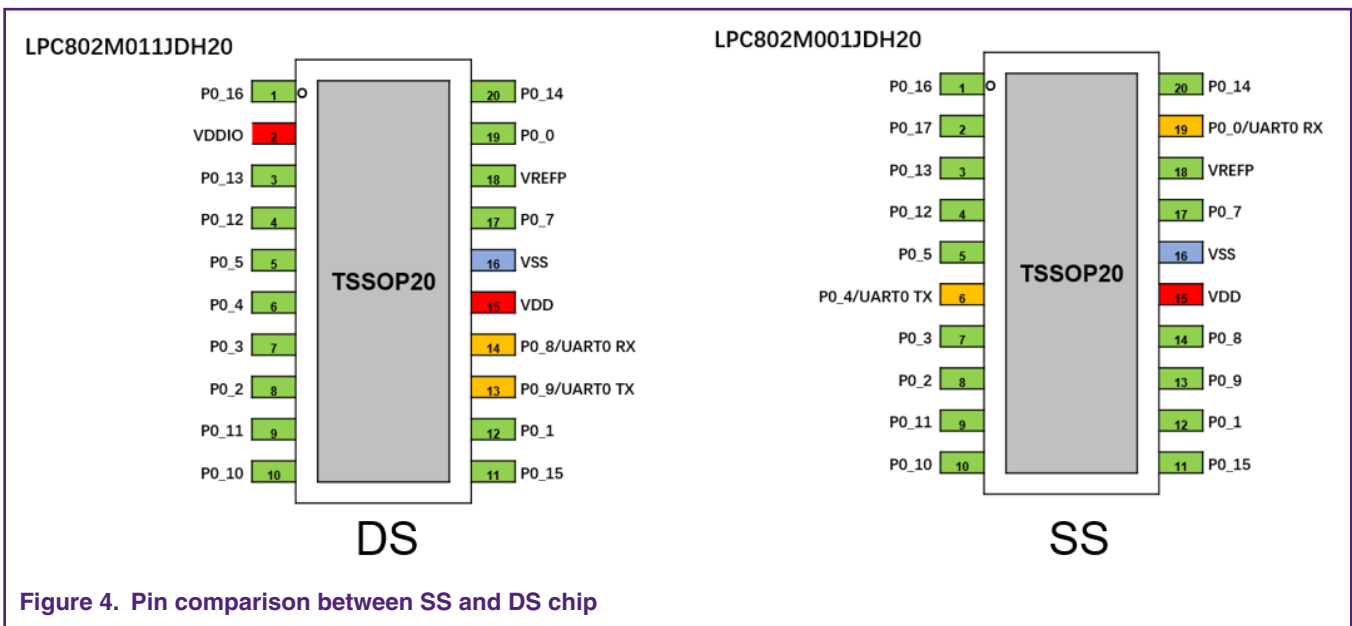 LPC802M011JDH20
P0_16 1 20 P0_14
VDDIO 2 19 P0_0
P0_13 3 18 VREFP
P0_12 4 17 P0_7
P0_5 5 16 VSS
P0_4 6 15 VDD
P0_3 7 14 P0_8/UART0 RX
P0_2 8 13 P0_9/UART0 TX
P0_11 9 12 P0_1
P0_10 10 11 P0_15
TSSOP20
DS
LPC802M001JDH20
P0_16 1 20 P0_14
P0_17 2 19 P0_0/UART0 RX
P0_13 3 18 VREFP
P0_12 4 17 P0_7
P0_5 5 16 VSS
P0_4/UART0 TX 6 15 VDD
P0_3 7 14 P0_8
P0_2 8 13 P0_9
P0_11 9 12 P0_1
P0_10 10 11 P0_15
TSSOP20
SS
Figure 4. Pin comparison between SS and DS chip